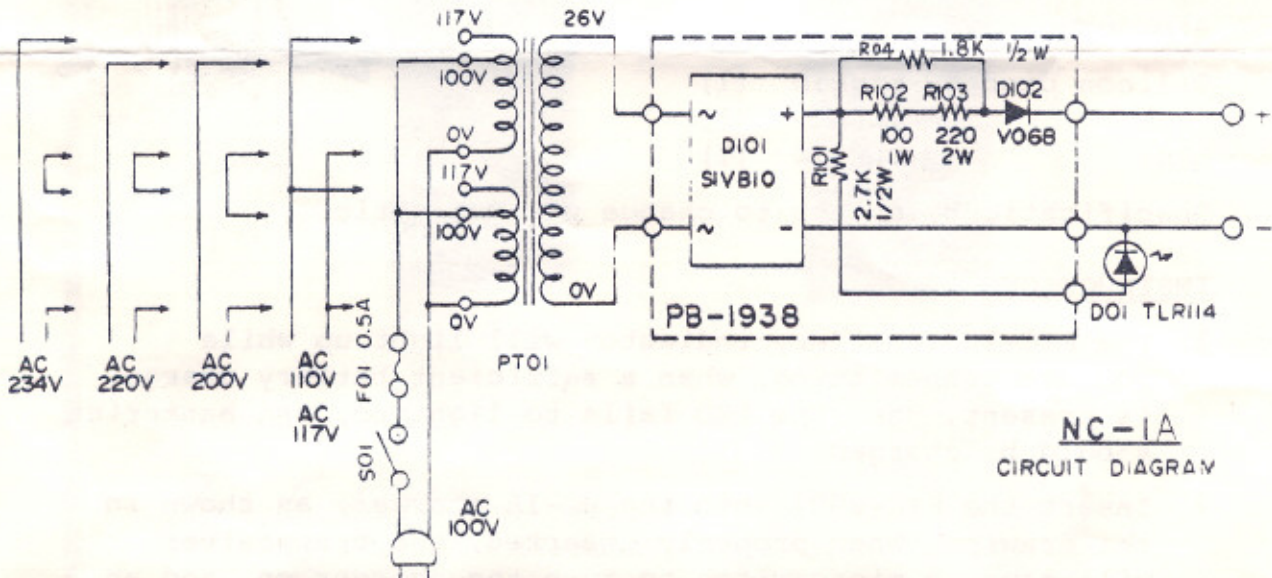 117V
26V
100V
0V
117V
100V
0V
0V
R04 1.8K 1/2W
R102 R103 D102
100 220 V06B
1W 2W
R101
2.7K
1/2W
~ +
~ -
D101
S1VB10
+
-
PB-1938
D01 TLR114
AC
234V
AC
220V
AC
200V
AC
110V
AC
117V
F01 0.5A
S01
PT01
AC
100V
NC-1A
CIRCUIT DIAGRAM